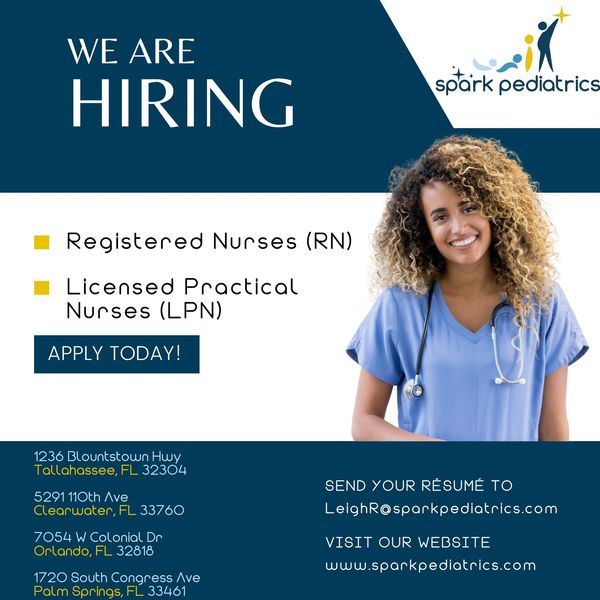 WE ARE
HIRING
spark pediatrics
Registered Nurses (RN)
Licensed Practical
Nurses (LPN)
APPLY TODAY!
1236 Blountstown Hwy
Tallahassee, FL 32304
5291 110th Ave
Clearwater, FL 33760
7054 W Colonial Dr
Orlando, FL 32818
1720 South Congress Ave
Palm Springs, FL 33461
SEND YOUR RÉSUMÉ TO
LeighR@sparkpediatrics.com
VISIT OUR WEBSITE
www.sparkpediatrics.com